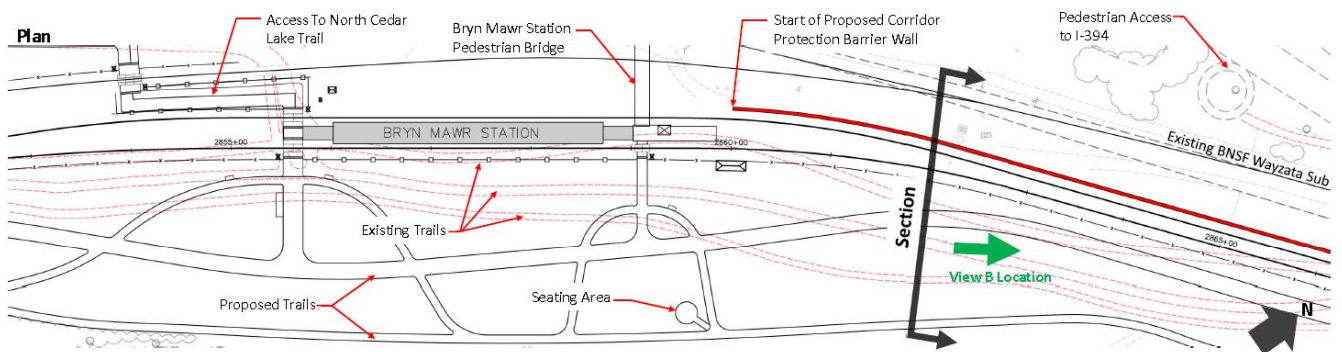 Plan
Access To North Cedar
Lake Trail
Bryn Mawr Station
Pedestrian Bridge
Start of Proposed Corridor
Protection Barrier Wall
Pedestrian Access
to I-394
BRYN MAWR STATION
2855+00
2860+00
Existing BNSF Wayzata Sub
Existing Trails
Section
2865+00
View B Location
Proposed Trails
Seating Area
N